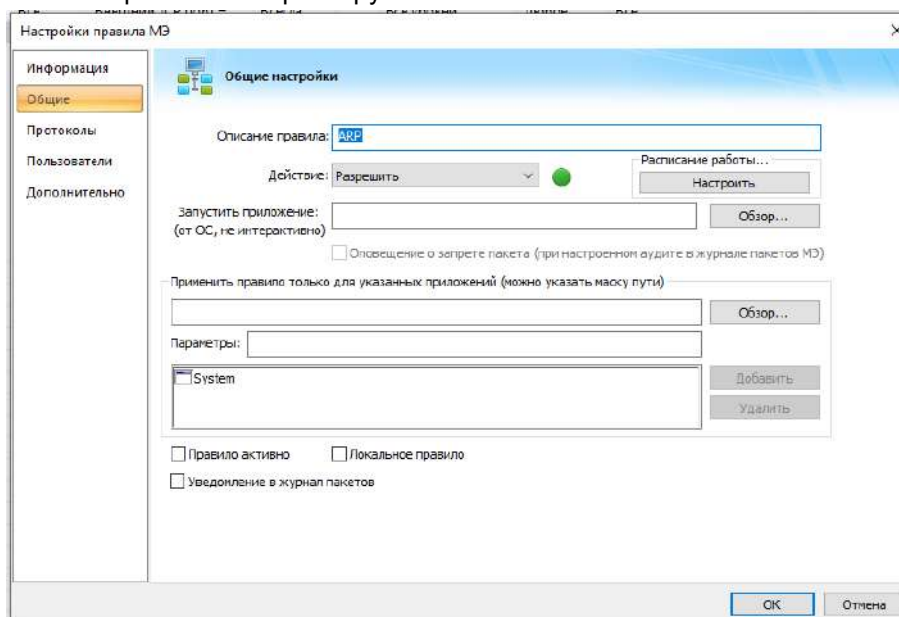 Настройки правила МЭ
Информация
Общие
Протоколы
Пользователи
Дополнительно
Общие настройки
Описание правила: ARP
Действие: Разрешить
Расписание работы...
Настроить
Запустить приложение:
(от ОС, не интерактивно)
Обзор...
Оповещение о запрете пакета (при настроенном аудите в журнале пакетов МЭ)
Применить правило только для указанных приложений (можно указать маску пути)
Обзор...
Параметры:
System
Добавить
Удалить
Правило активно
Локальное правило
Уведомление в журнал пакетов
ОК
Отмена